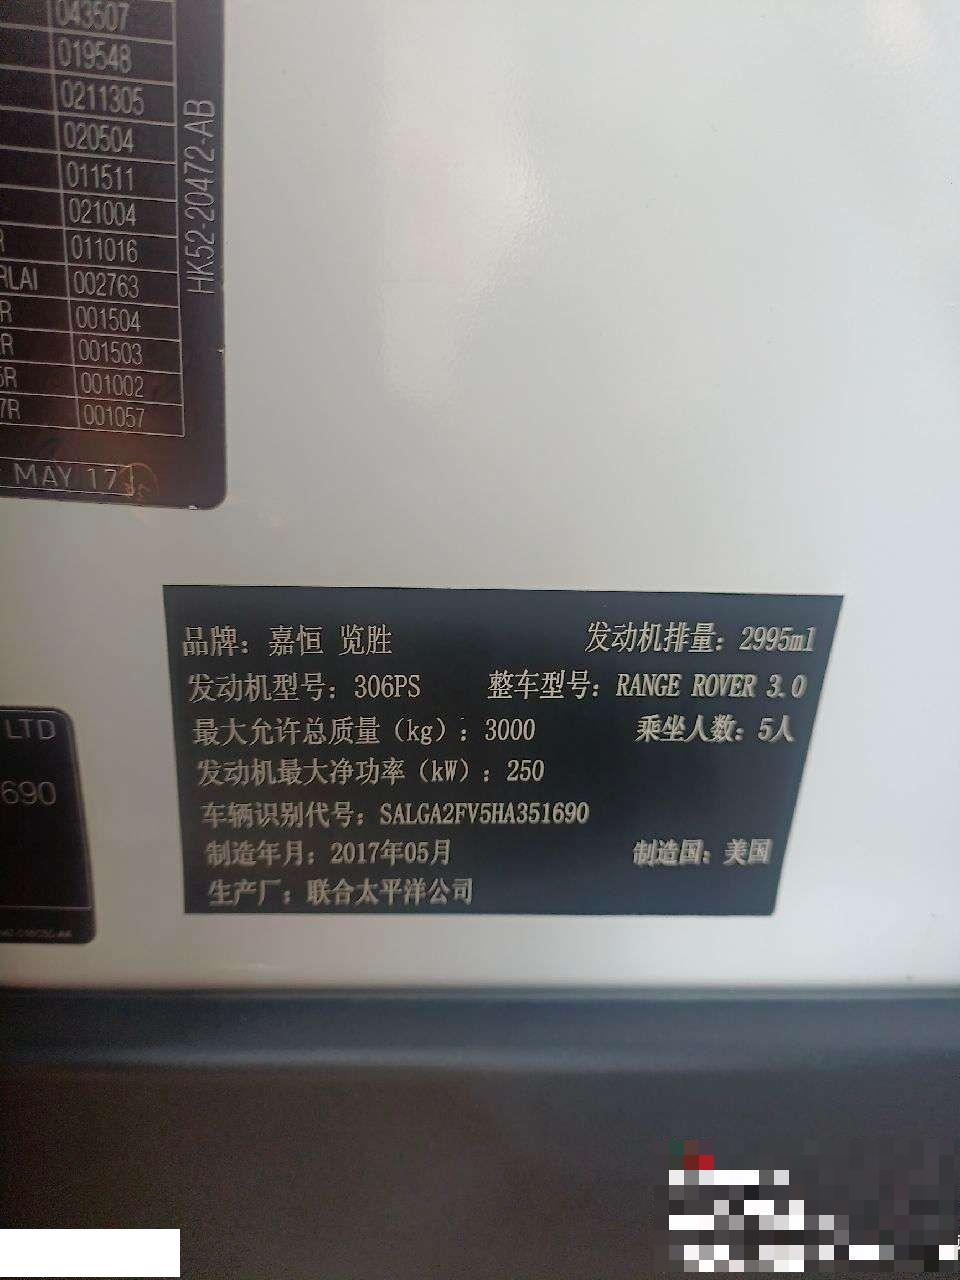 043507
019548
0211305
020504
011511
021004
R 011016
RLAI 002763
R 001504
R 001503
5R 001002
7R 001057
MAY 17
HK52-20472-AB
LTD
690
品牌：嘉恒 览胜 发动机排量：2995ml
发动机型号：306PS 整车型号：RANGE ROVER 3.0
最大允许总质量（kg）：3000 乘坐人数：5人
发动机最大净功率（kW）：250
车辆识别代号：SALGA2FV5HA351690
制造年月：2017年05月 制造国：美国
生产厂：联合太平洋公司